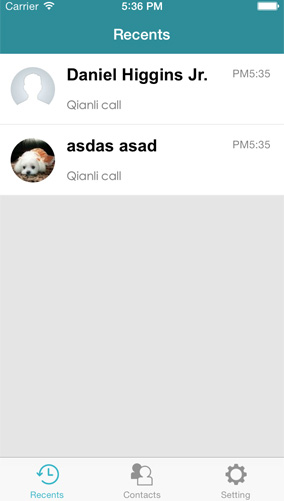 Carrier 5:36 PM
Recents
Daniel Higgins Jr. PM5:35
Qianli call
asdas asad PM5:35
Qianli call
Recents Contacts Setting